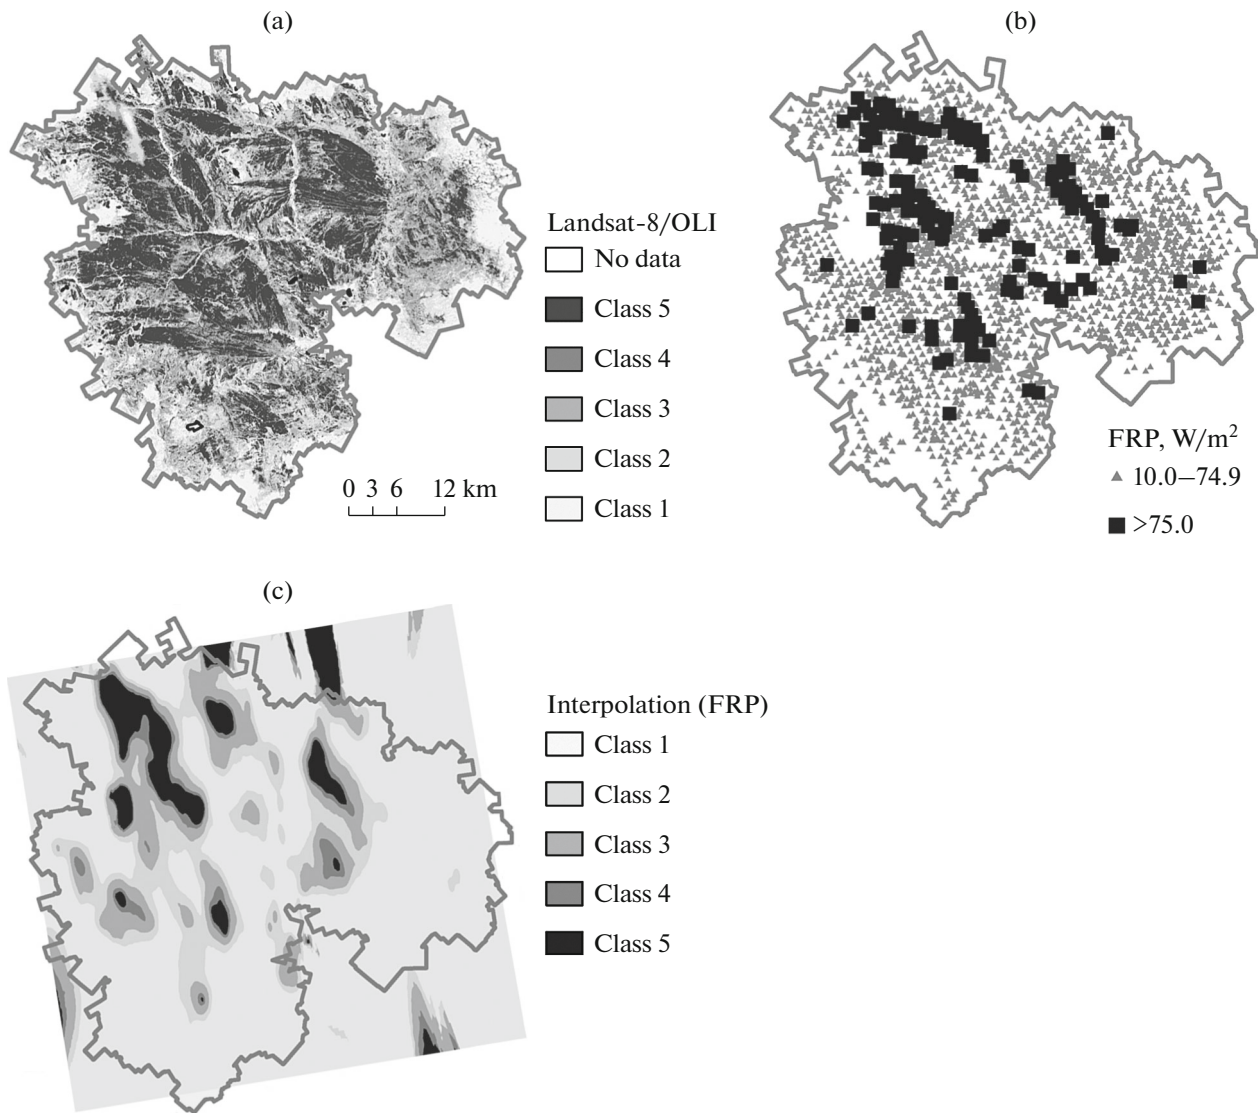 (a)
(b)
Landsat-8/OLI
No data
Class 5
Class 4
Class 3
Class 2
Class 1
0 3 6 12 km
FRP, W/m²
10.0–74.9
>75.0
(c)
Interpolation (FRP)
Class 1
Class 2
Class 3
Class 4
Class 5